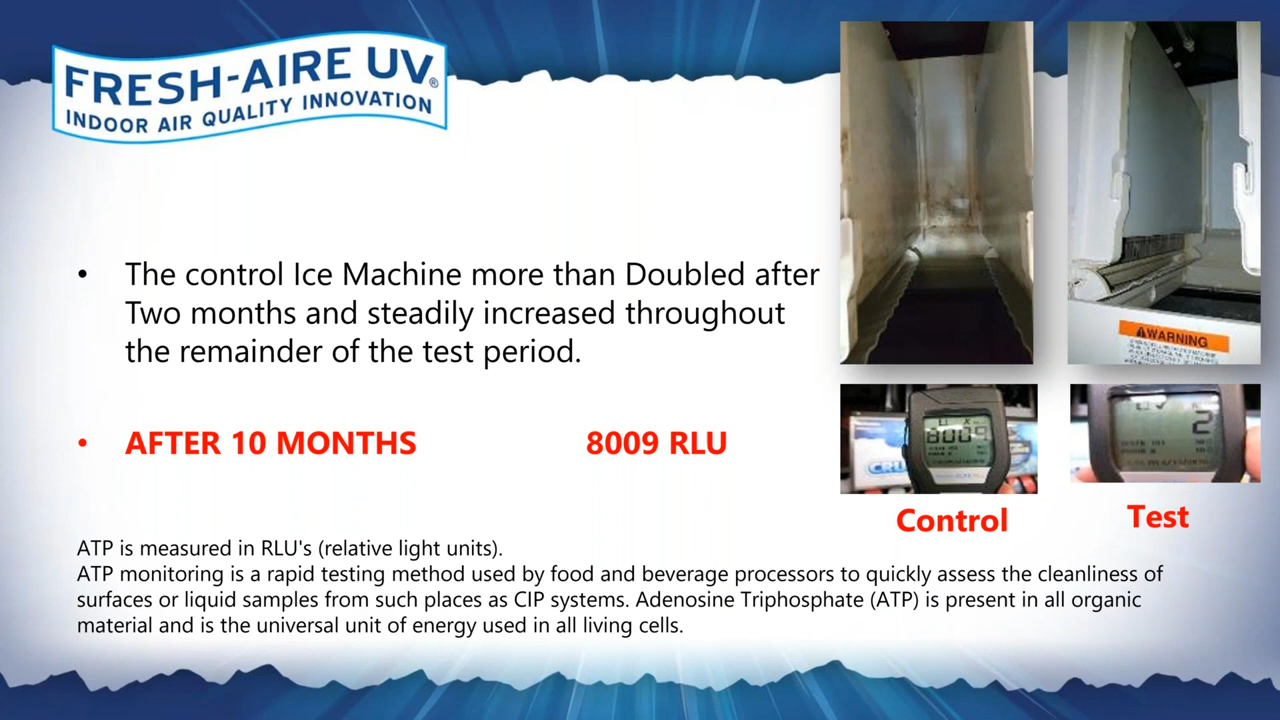 FRESH-AIRE UV®
INDOOR AIR QUALITY INNOVATION
• The control Ice Machine more than Doubled after
Two months and steadily increased throughout
the remainder of the test period.
• AFTER 10 MONTHS 8009 RLU
WARNING
8009
CRU
UV
2
Control
Test
ATP is measured in RLU's (relative light units).
ATP monitoring is a rapid testing method used by food and beverage processors to quickly assess the cleanliness of
surfaces or liquid samples from such places as CIP systems. Adenosine Triphosphate (ATP) is present in all organic
material and is the universal unit of energy used in all living cells.